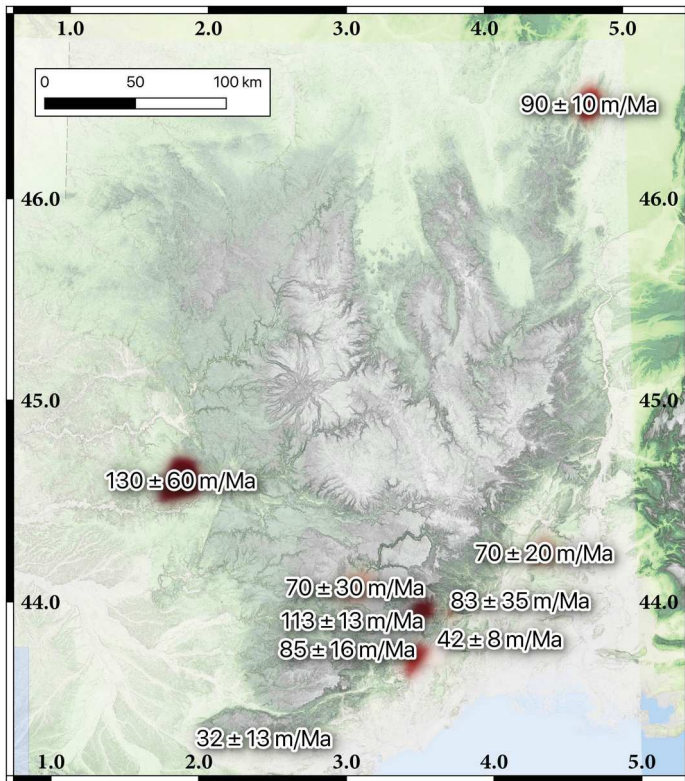 1.0 2.0 3.0 4.0 5.0
0 50 100 km
90 ± 10 m/Ma
46.0 46.0
45.0 45.0
130 ± 60 m/Ma
70 ± 20 m/Ma
70 ± 30 m/Ma
83 ± 35 m/Ma
44.0 44.0
113 ± 13 m/Ma
42 ± 8 m/Ma
85 ± 16 m/Ma
32 ± 13 m/Ma
1.0 2.0 3.0 4.0 5.0